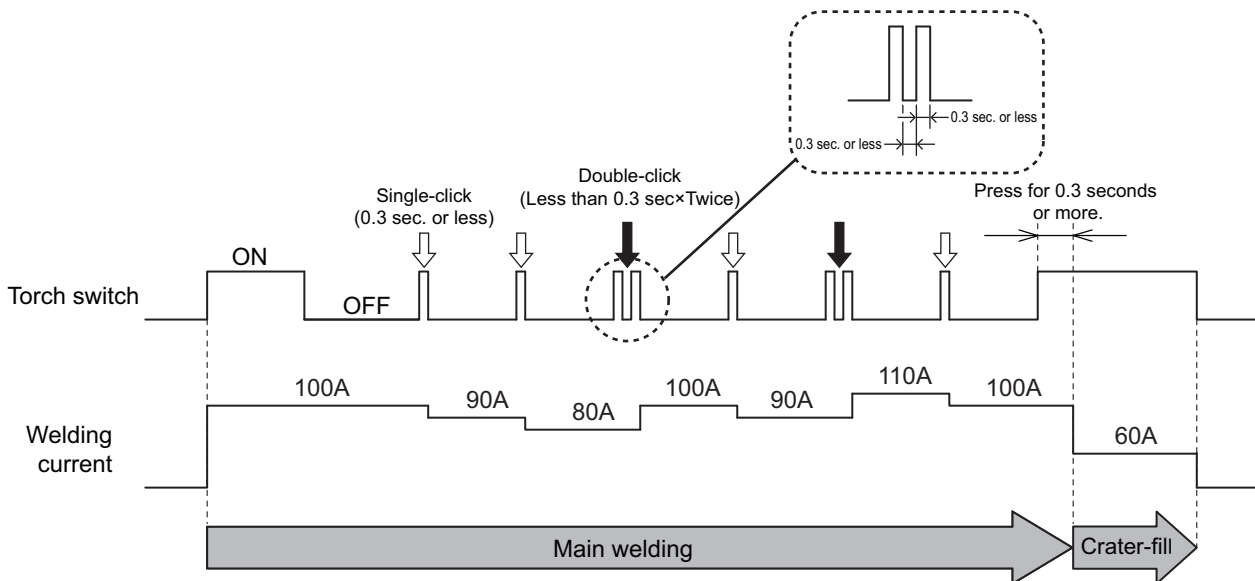 0.3 sec. or less
0.3 sec. or less
Single-click
(0.3 sec. or less)
Double-click
(Less than 0.3 sec×Twice)
Press for 0.3 seconds
or more.
Torch switch
ON
OFF
Welding
current
100A
90A
80A
100A
90A
110A
100A
60A
Main welding
Crater-fill